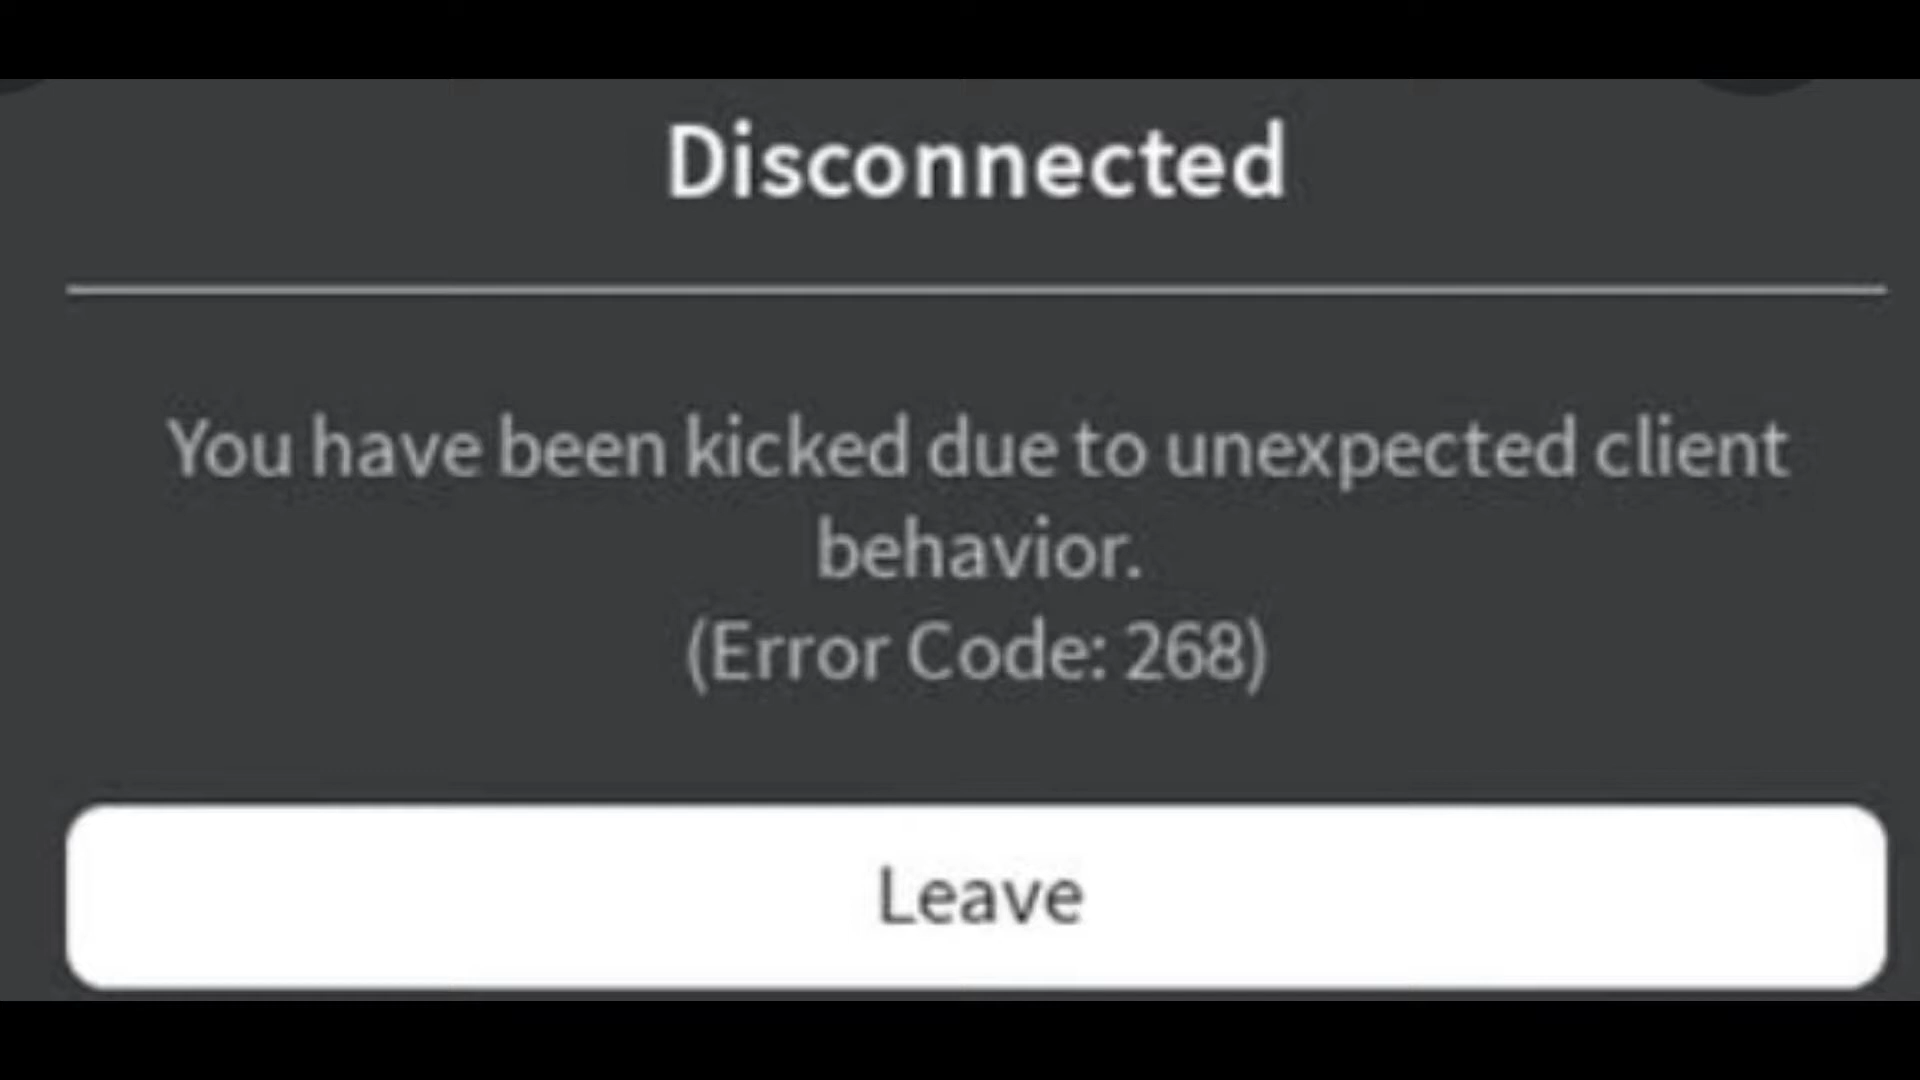 Disconnected
You have been kicked due to unexpected client
behavior.
(Error Code: 268)
Leave